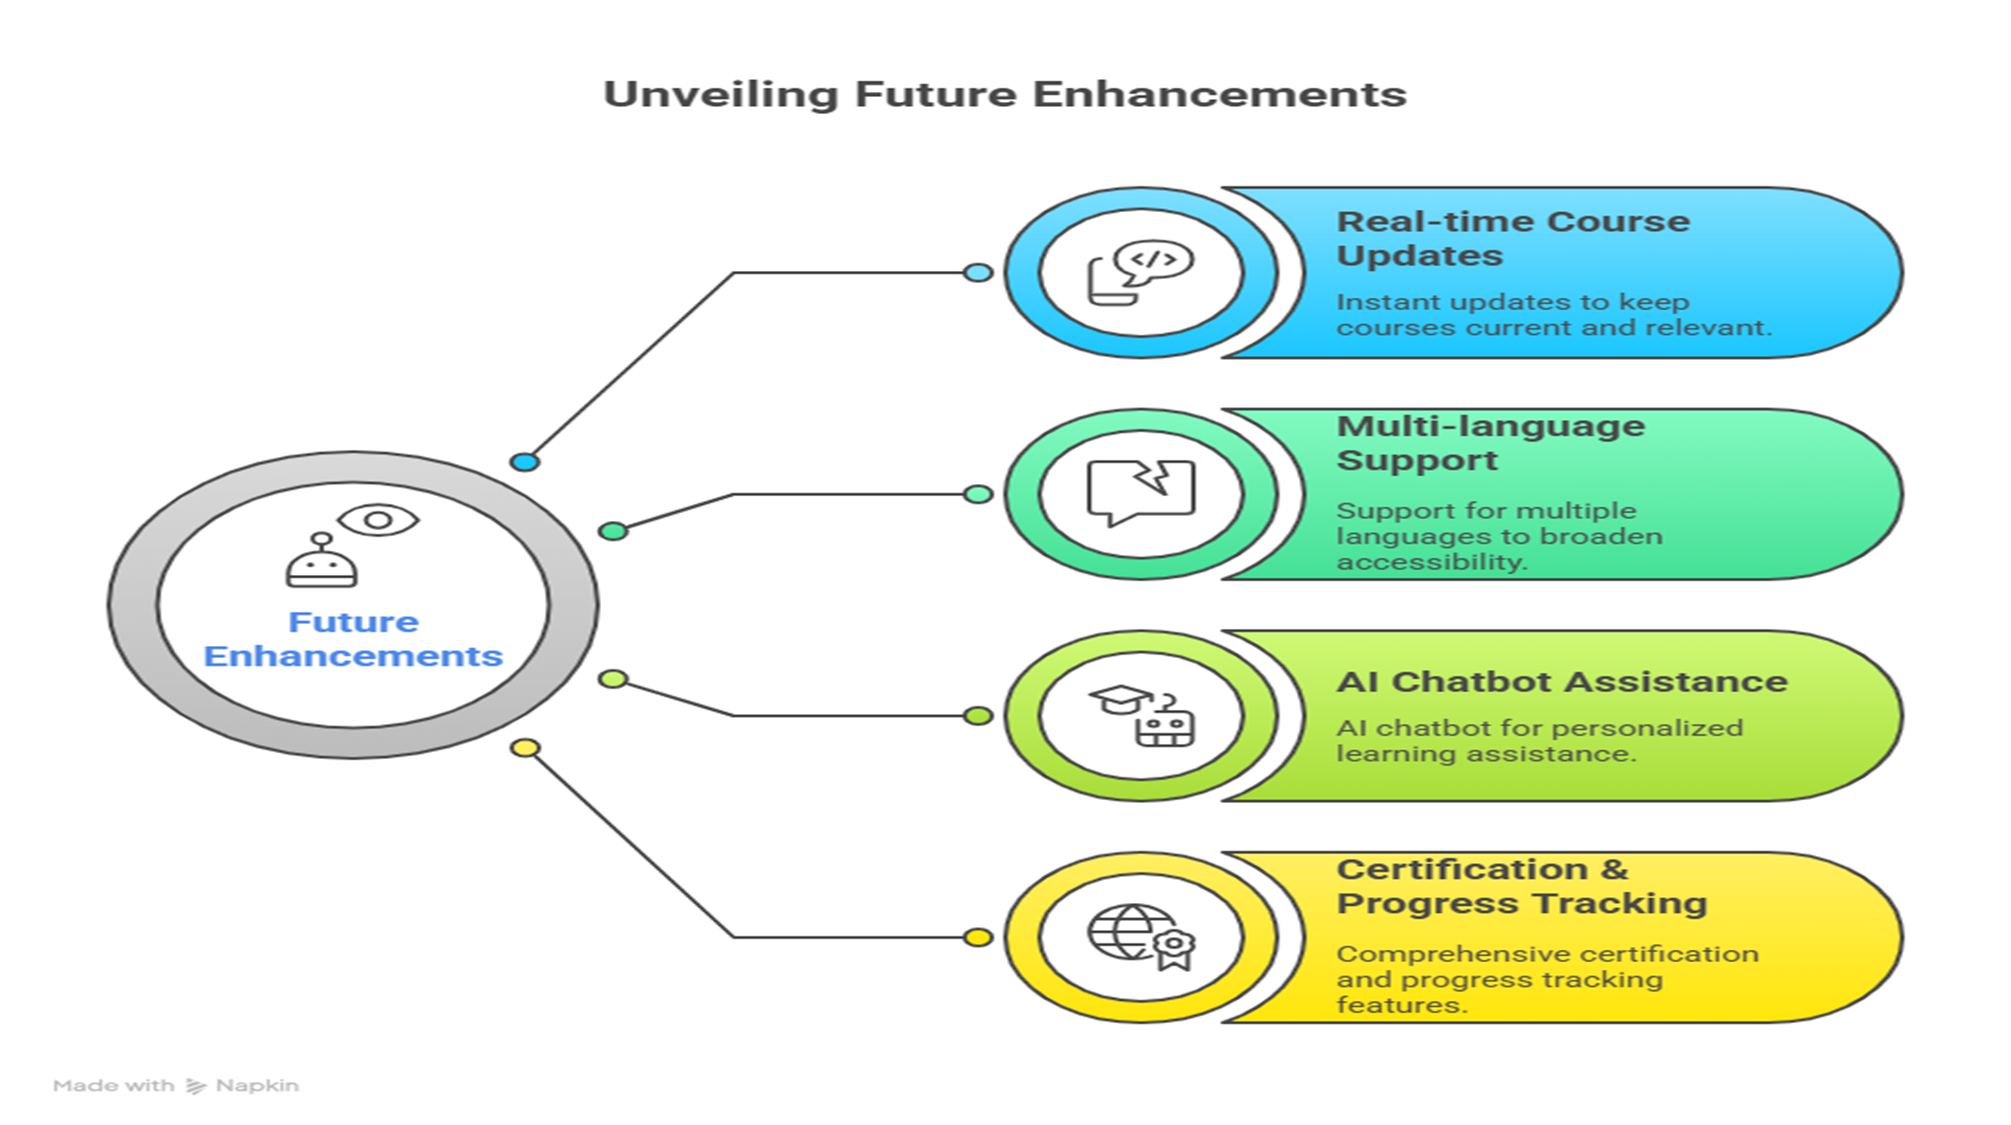 Unveiling Future Enhancements
Future
Enhancements
Real-time Course
Updates
Instant updates to keep
courses current and relevant.
Multi-language
Support
Support for multiple
languages to broaden
accessibility.
AI Chatbot Assistance
AI chatbot for personalized
learning assistance.
Certification &
Progress Tracking
Comprehensive certification
and progress tracking
features.
Made with Napkin